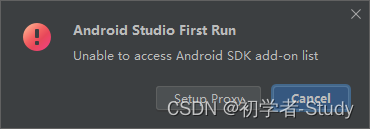 Android Studio First Run
Unable to access Android SDK add-on list
Setup Proxy Cancel
CSDN @初学者-Study